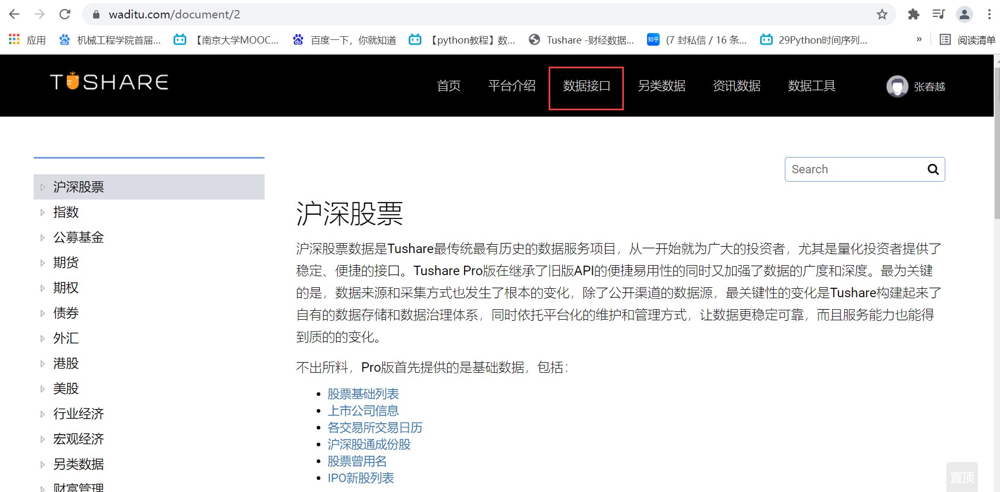 waditu.com/document/2
应用 机械工程学院首届... 【南京大学MOOC... 百度一下，你就知道 【python教程】数... Tushare -财经数据... 知乎 (7 封私信 / 16 条... 29Python时间序列... » 阅读清单
TUSHARE 首页 平台介绍 数据接口 另类数据 资讯数据 数据工具 张春越
Search
沪深股票
指数
公募基金
期货
期权
债券
外汇
港股
美股
行业经济
宏观经济
另类数据
财富管理
沪深股票
沪深股票数据是Tushare最传统最有历史的数据服务项目，从一开始就为广大的投资者，尤其是量化投资者提供了
稳定、便捷的接口。Tushare Pro版在继承了旧版API的便捷易用性的同时又加强了数据的广度和深度。最为关键
的是，数据来源和采集方式也发生了根本的变化，除了公开渠道的数据源，最关键性的变化是Tushare构建起来了
自有的数据存储和数据治理体系，同时依托平台化的维护和管理方式，让数据更稳定可靠，而且服务能力也能得
到质的的变化。
不出所料，Pro版首先提供的是基础数据，包括：
• 股票基础列表
• 上市公司信息
• 各交易所交易日历
• 沪深股通成份股
• 股票曾用名
• IPO新股列表
置顶